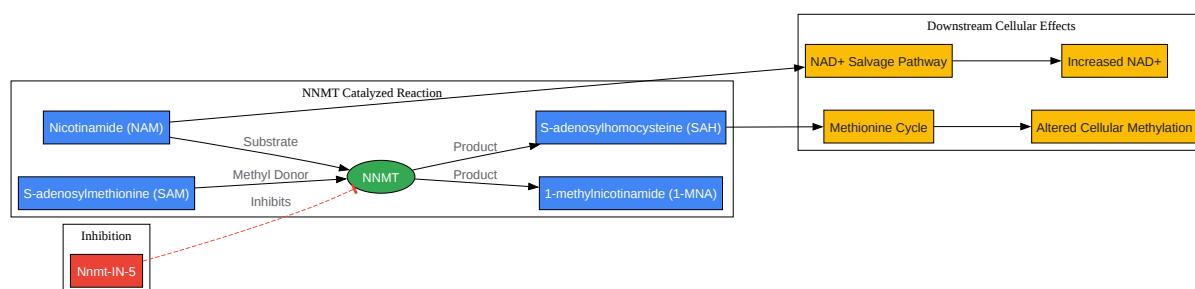 Downstream Cellular Effects
NAD+ Salvage Pathway
Increased NAD+
NNMT Catalyzed Reaction
Nicotinamide (NAM)
S-adenosylhomocysteine (SAH)
Methionine Cycle
Altered Cellular Methylation
Substrate
Product
Methyl Donor
NNMT
Product
S-adenosylmethionine (SAM)
1-methylnicotinamide (1-MNA)
Inhibits
Inhibition
Nnmt-IN-5